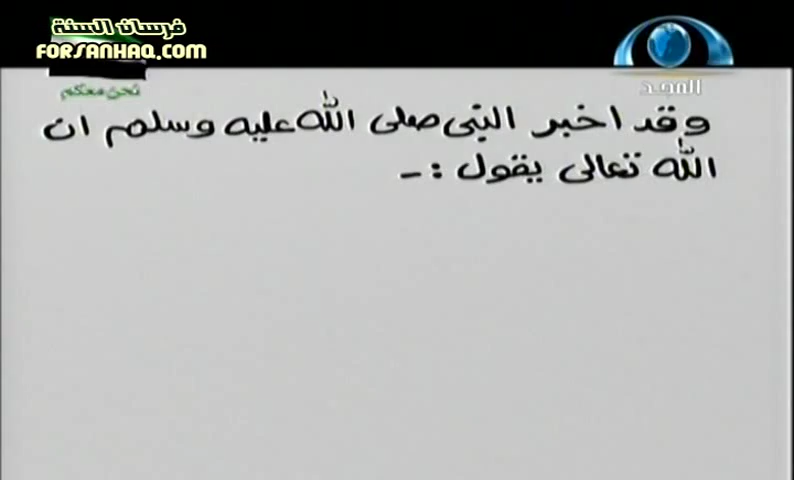 فرسان السنة
FORSANHAQ.COM
نحن معكم
المجد
وقد اخبر النبى صلى الله عليه وسلم ان
الله تعالى يقول :-